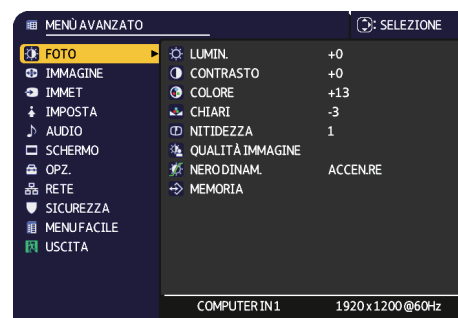 MENÙ AVANZATO : SELEZIONE
FOTO LUMIN. +0
IMMAGINE CONTRASTO +0
IMMET COLORE +13
IMPOSTA CHIARI -3
AUDIO NITIDEZZA 1
SCHERMO QUALITÀ IMMAGINE
OPZ. NERO DINAM. ACCEN.RE
RETE MEMORIA
SICUREZZA
MENU FACILE
USCITA
COMPUTER IN 1 1920 x 1200 @60Hz